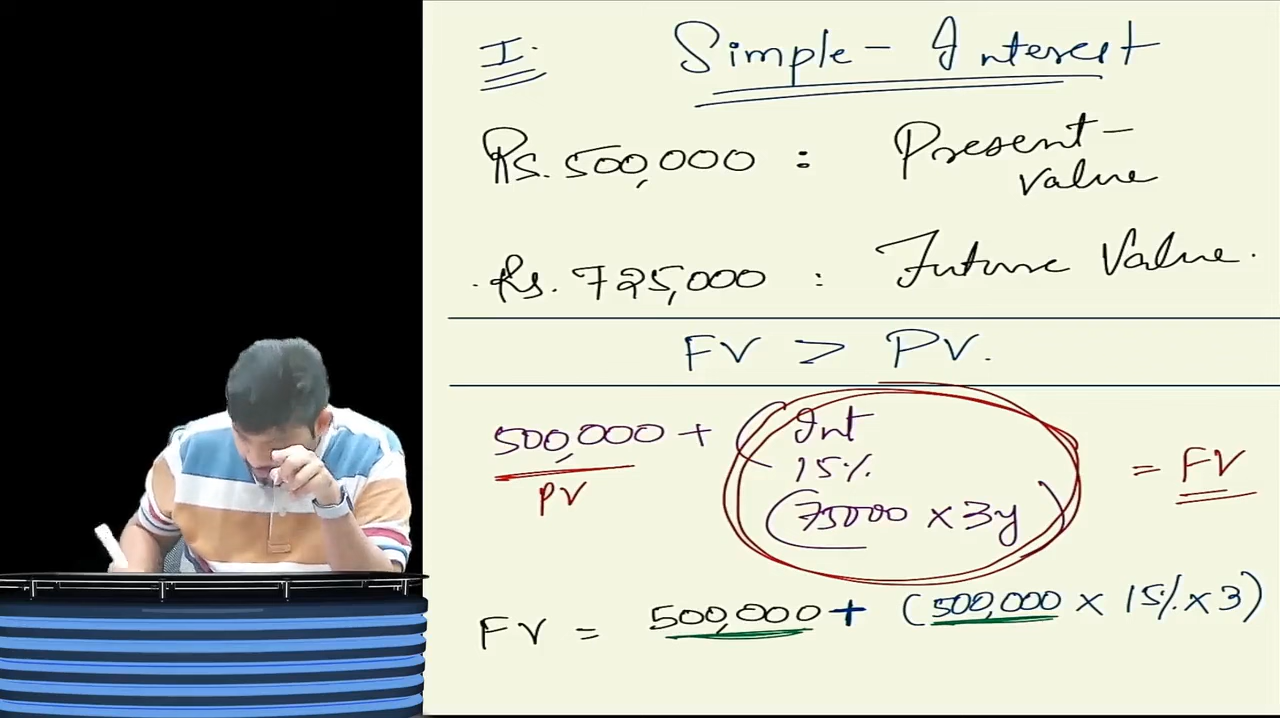 I. Simple-Interest
Rs. 500,000 : Present-
value
Rs. 725,000 : Future Value.
FV > PV.
500,000 + ( Int
15%
(75000 x 3y ) = FV
PV
FV = 500,000 + (500,000 x 15% x 3)